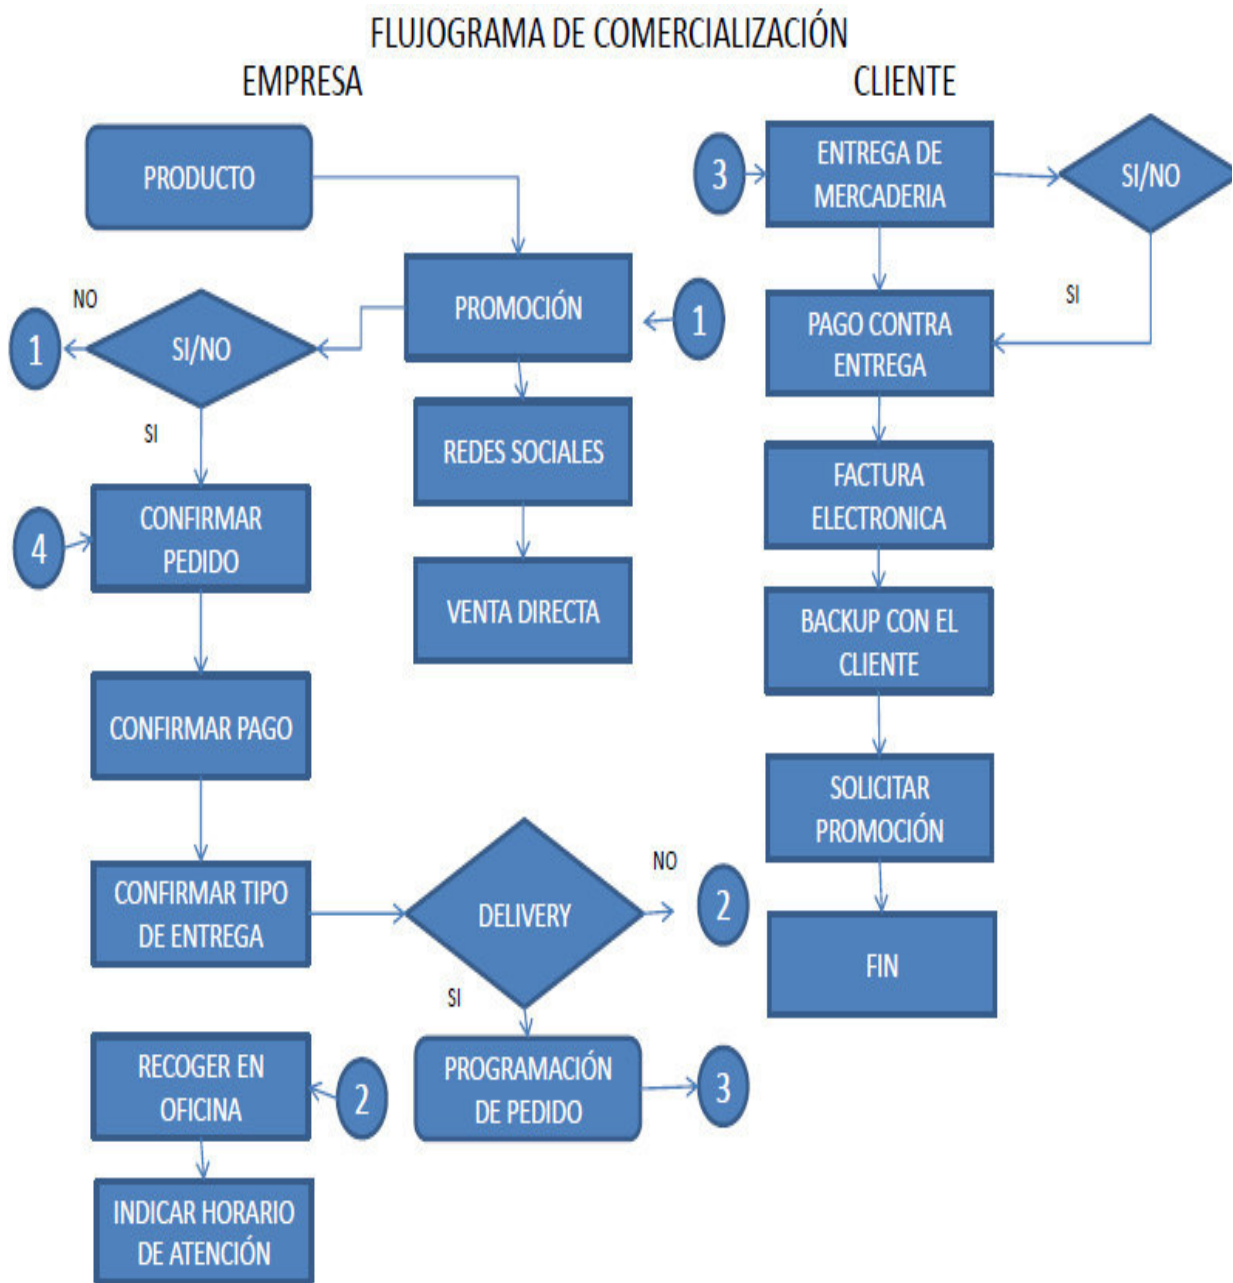 FLUJOGRAMA DE COMERCIALIZACIÓN
EMPRESA
CLIENTE
PRODUCTO
PROMOCIÓN
1
NO
1
SI/NO
SI
REDES SOCIALES
4
CONFIRMAR
PEDIDO
VENTA DIRECTA
CONFIRMAR PAGO
CONFIRMAR TIPO
DE ENTREGA
DELIVERY
NO
2
SI
RECOGER EN
OFICINA
2
PROGRAMACIÓN
DE PEDIDO
3
INDICAR HORARIO
DE ATENCIÓN
3
ENTREGA DE
MERCADERIA
SI/NO
SI
PAGO CONTRA
ENTREGA
FACTURA
ELECTRONICA
BACKUP CON EL
CLIENTE
SOLICITAR
PROMOCIÓN
FIN